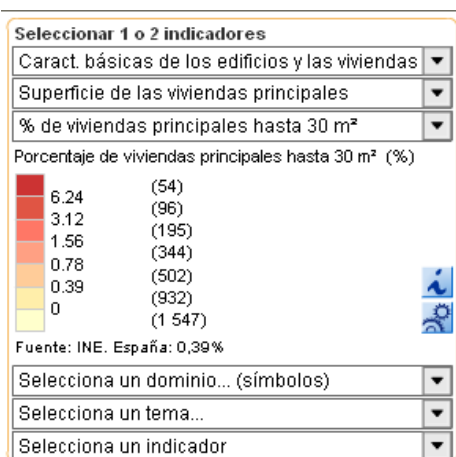 Seleccionar 1 o 2 indicadores
Caract. básicas de los edificios y las viviendas
Superficie de las viviendas principales
% de viviendas principales hasta 30 m²
Porcentaje de viviendas principales hasta 30 m² (%)
(54)
6.24
(96)
3.12
(195)
1.56
(344)
0.78
(502)
0.39
(932)
0
(1 547)
Fuente: INE. España: 0,39%
Selecciona un dominio... (símbolos)
Selecciona un tema...
Selecciona un indicador